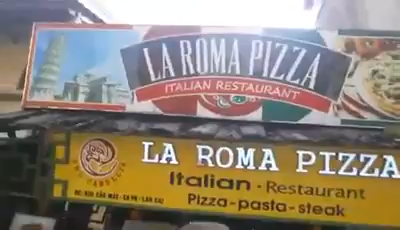 LA ROMA PIZZA
ITALIAN RESTAURANT
LA ROMA PIZZA
Italian - Restaurant
Pizza-pasta-steak